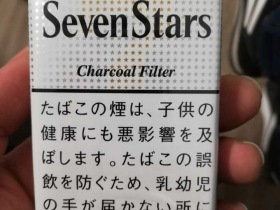 SevenStars
Charcoal Filter
たばこの煙は、子供の
健康にも悪影響を及
ぼします。たばこの誤
飲を防ぐため、乳幼児
の手が届かない所に